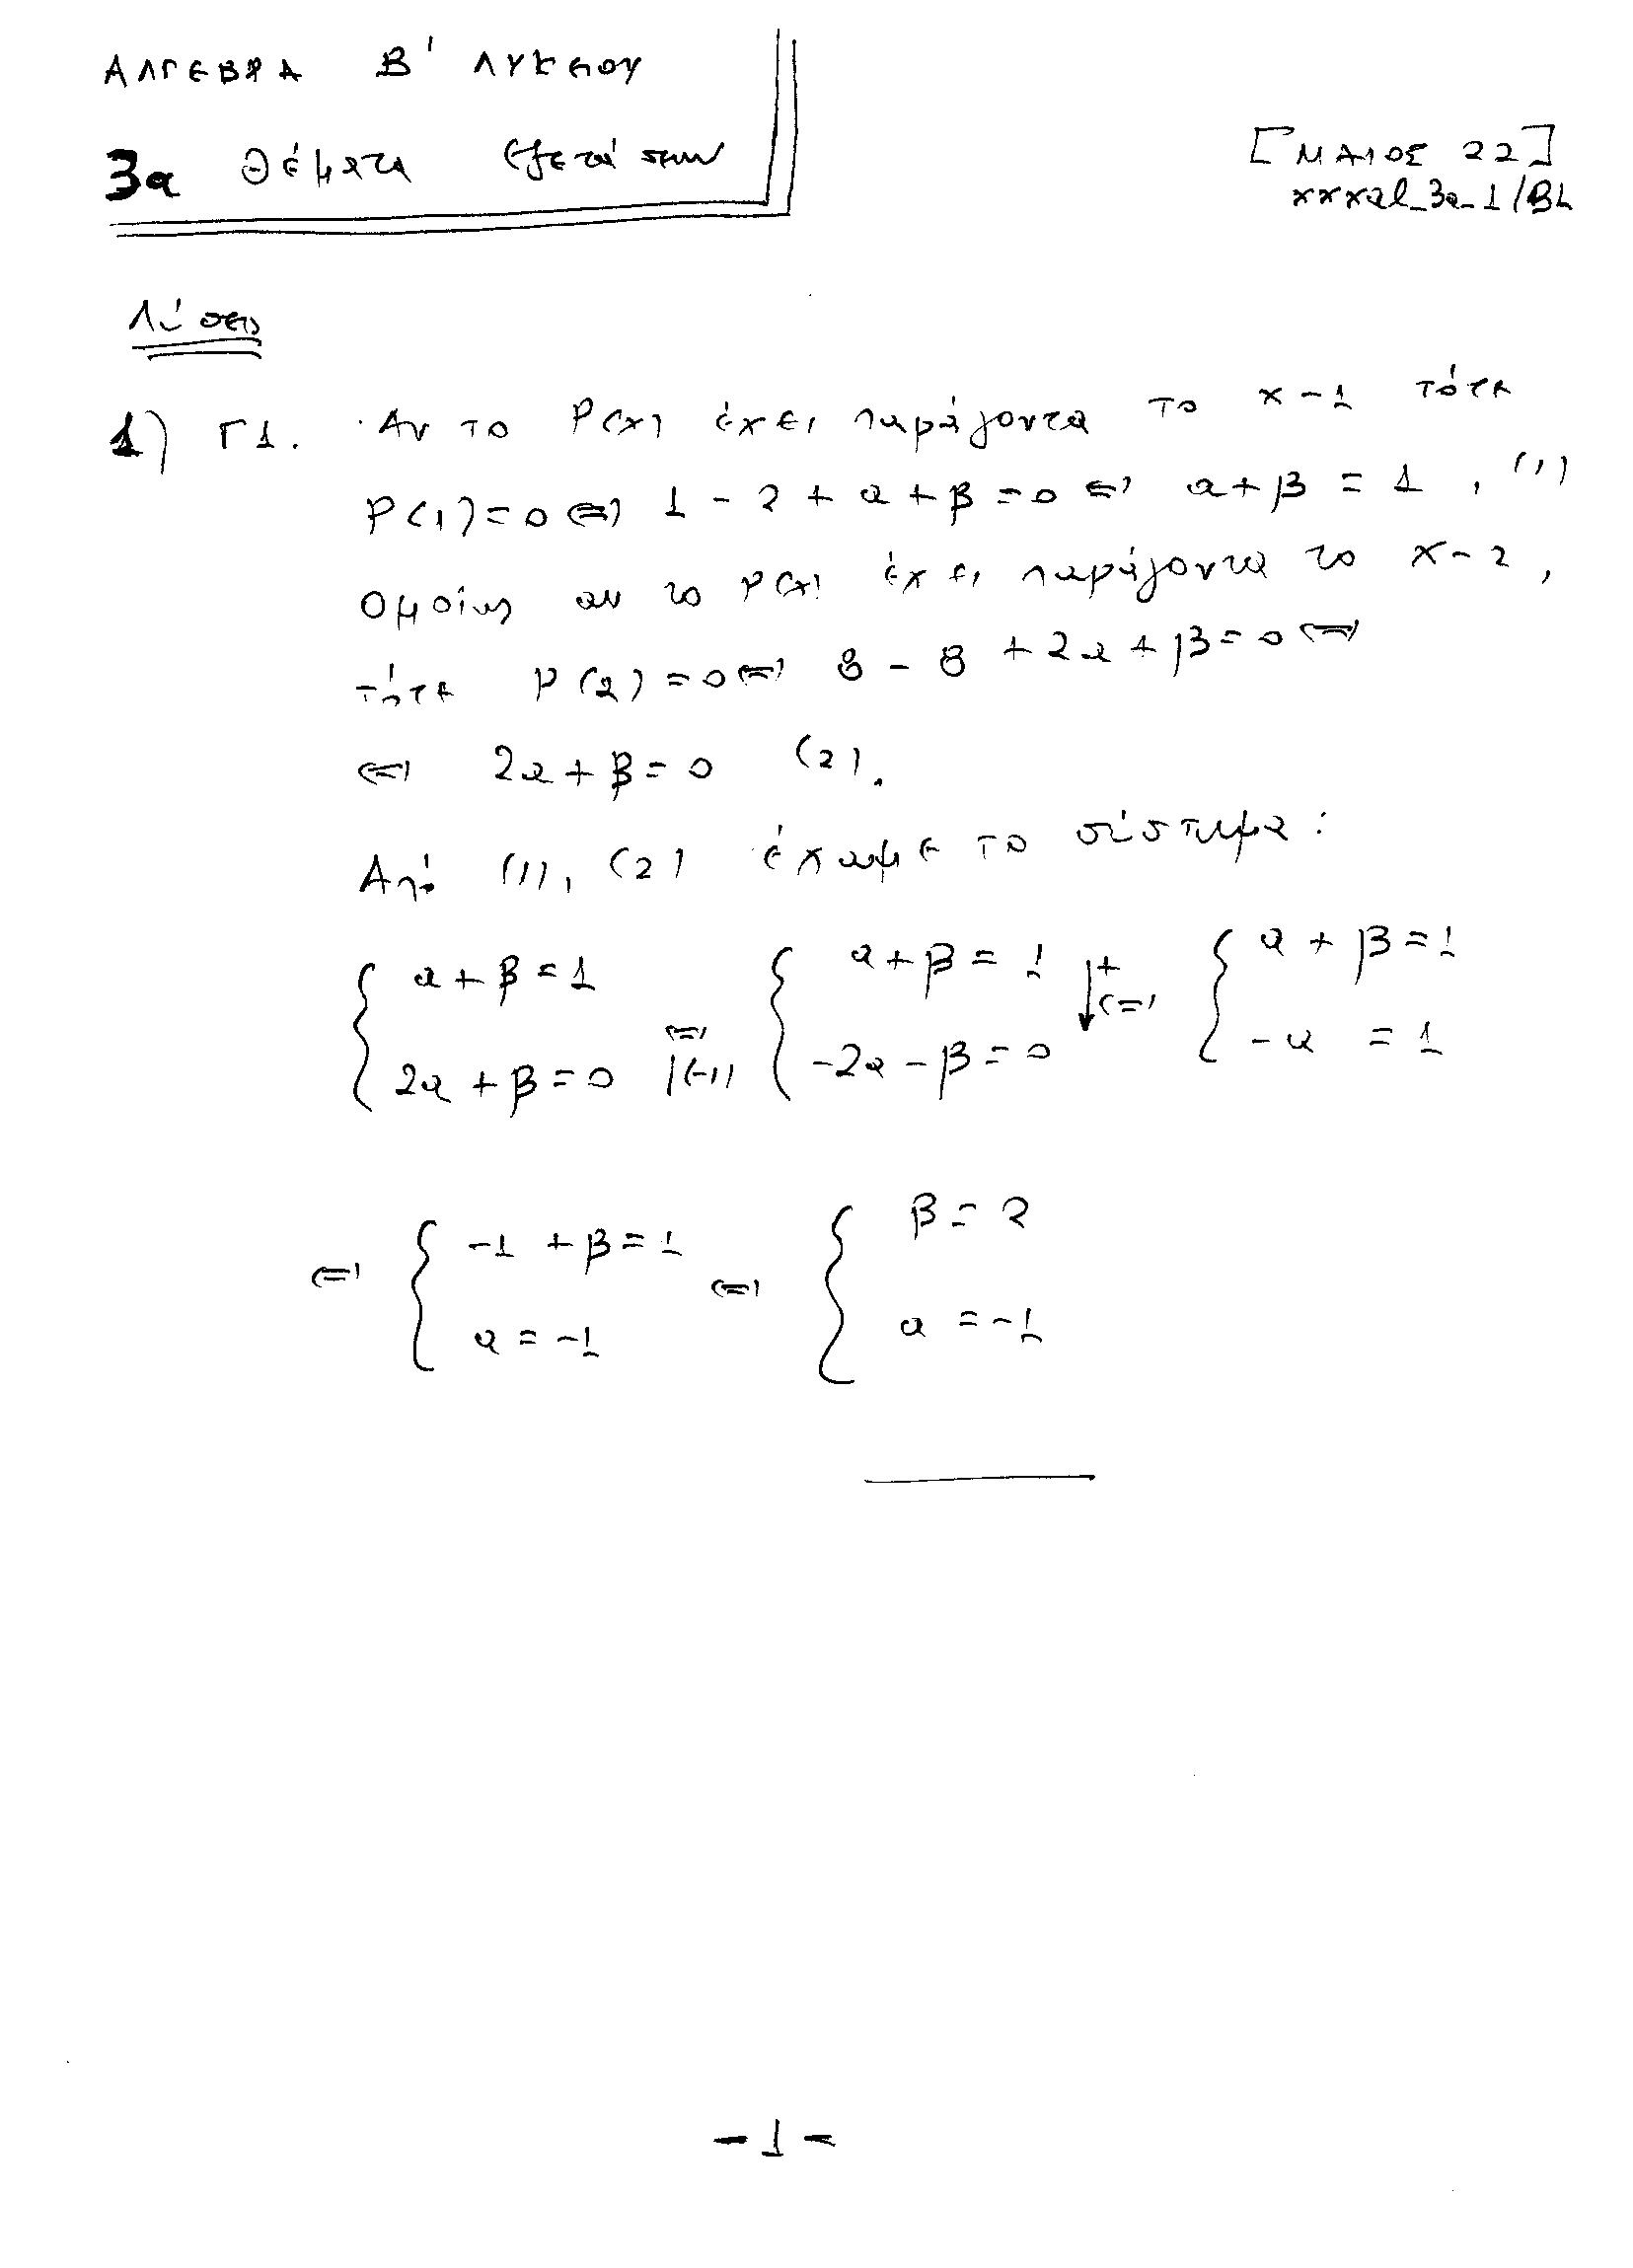 ΑΛΓΕΒΡΑ Β' ΛΥΚΕΙΟΥ
3α Θέματα εξετάσεων
[ΜΑΙΟΣ 22]
xxxal_3a_1/BL
Λύσεις
1) Γ1. Αν το P(x) έχει παράγοντα το x-1 τότε
P(1)=0 ⇔ 1-2+α+β=0 ⇔ α+β=1, (1)
Ομοίως αν το P(x) έχει παράγοντα το x-2,
τότε P(2)=0 ⇔ 8-8+2α+β=0 ⇔
⇔ 2α+β=0 (2).
Από (1), (2) έχουμε το σύστημα:
{ α+β=1 { α+β=1 ↓+ { α+β=1
{ 2α+β=0 ⇔ |(-1) { -2α-β=0 ⇔ { -α =1
⇔ { -1+β=1 ⇔ { β=2
{ α=-1 { α=-1
-1-